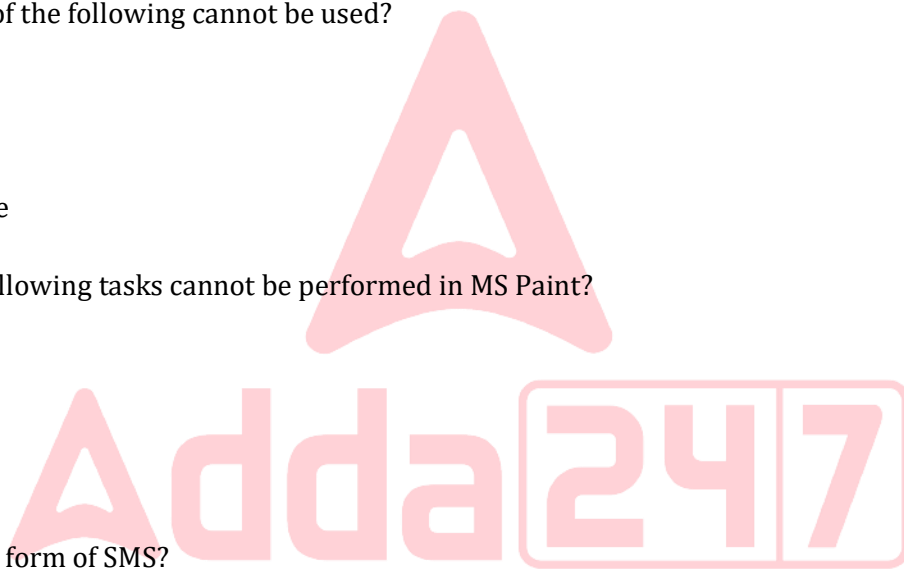 of the following cannot be used?
e
llowing tasks cannot be performed in MS Paint?
Adda247
form of SMS?